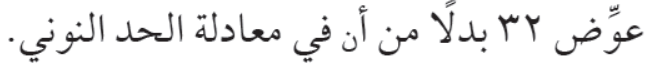 عوِّض ٣٢ بدلًا من أن في معادلة الحد النوني.